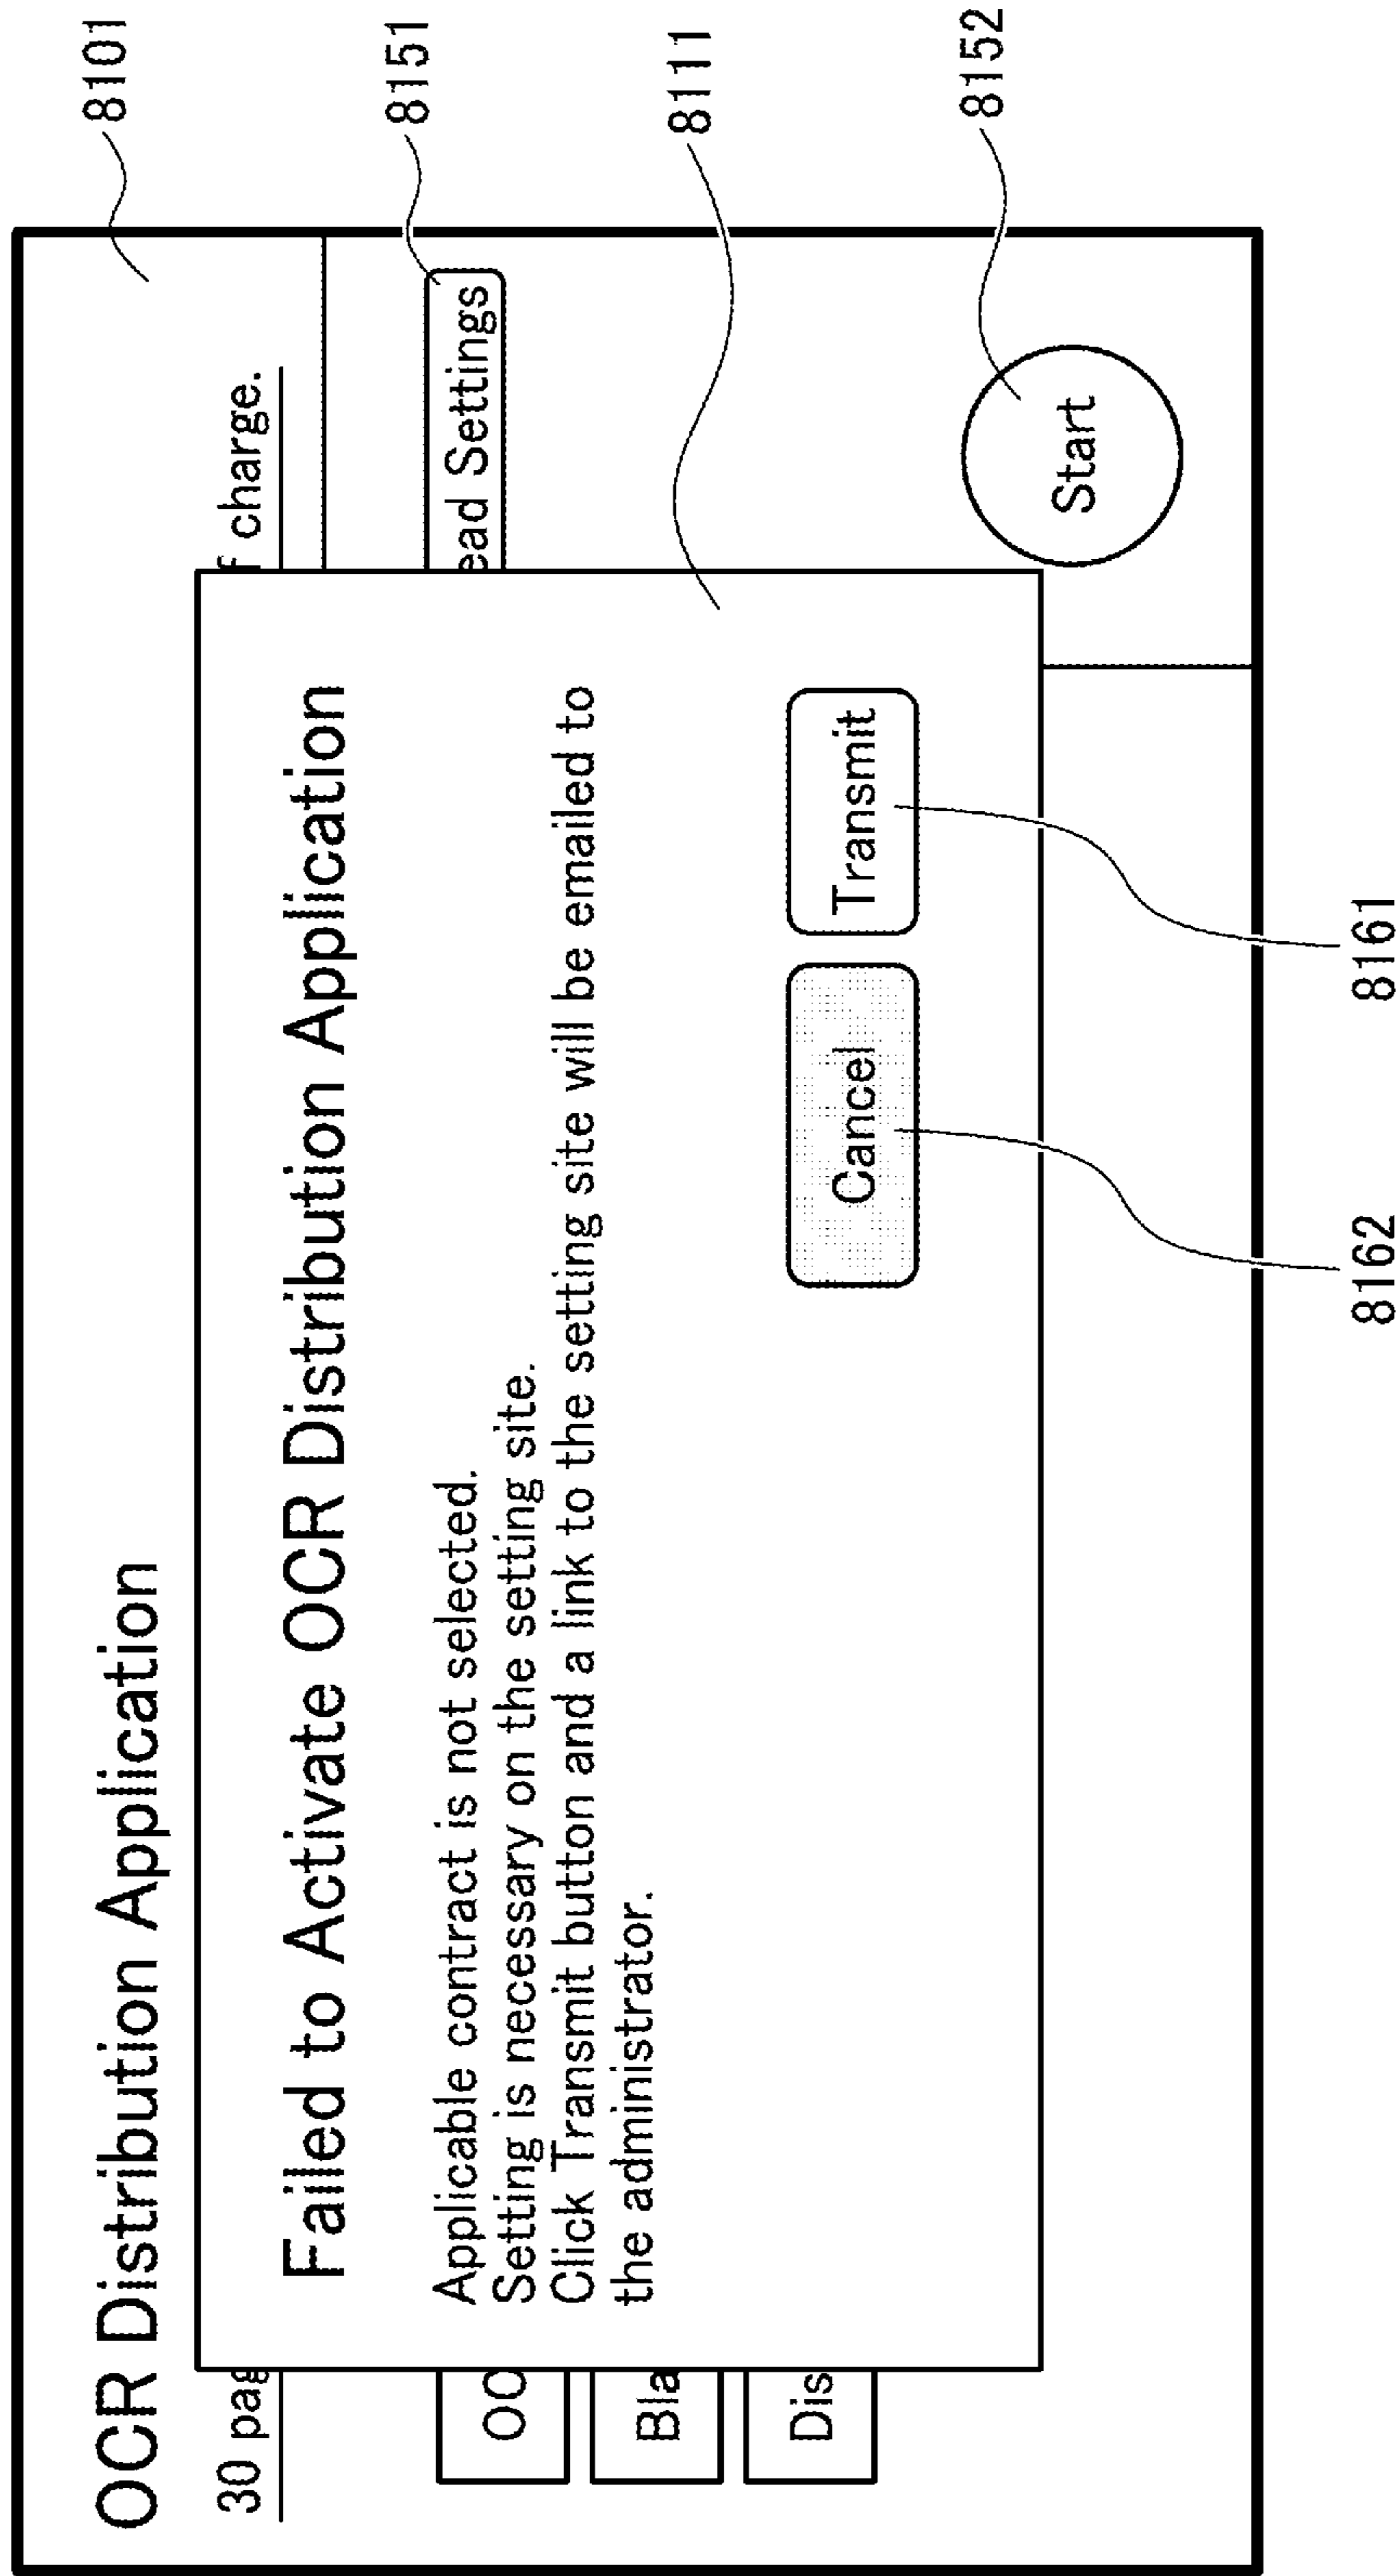 OCR Distribution Application
8101
30 pag
f charge.
ead Settings
8151
Failed to Activate OCR Distribution Application
8111
Applicable contract is not selected.
Setting is necessary on the setting site.
Click Transmit button and a link to the setting site will be emailed to
the administrator.
OC
Bla
Dis
Cancel
Transmit
Start
8152
8162
8161